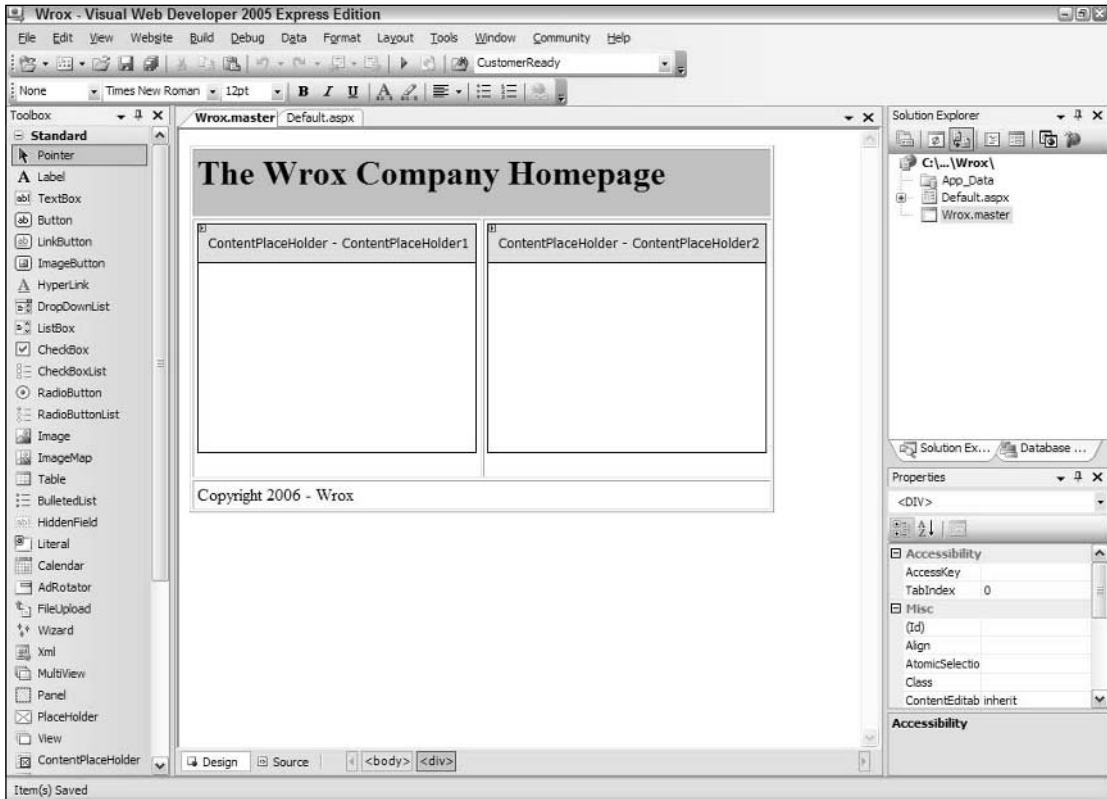 Wrox - Visual Web Developer 2005 Express Edition
File Edit View Website Build Debug Data Format Layout Tools Window Community Help
CustomerReady
None Times New Roman 12pt B I U A
Toolbox
Standard
Pointer
A Label
abl TextBox
ab Button
ab LinkButton
ImageButton
A HyperLink
DropDownList
ListBox
CheckBox
CheckBoxList
RadioButton
RadioButtonList
Image
ImageMap
Table
BulletedList
abl HiddenField
Literal
Calendar
AdRotator
FileUpload
Wizard
Xml
MultiView
Panel
PlaceHolder
View
ContentPlaceHolder
Wrox.master Default.aspx
The Wrox Company Homepage
ContentPlaceHolder - ContentPlaceHolder1
ContentPlaceHolder - ContentPlaceHolder2
Copyright 2006 - Wrox
Design Source <body> <div>
Solution Explorer
C:\...\Wrox\
App_Data
Default.aspx
Wrox.master
Solution Ex... Database ...
Properties
<DIV>
Accessibility
AccessKey
TabIndex 0
Misc
(Id)
Align
AtomicSelectio
Class
ContentEditab inherit
Accessibility
Item(s) Saved